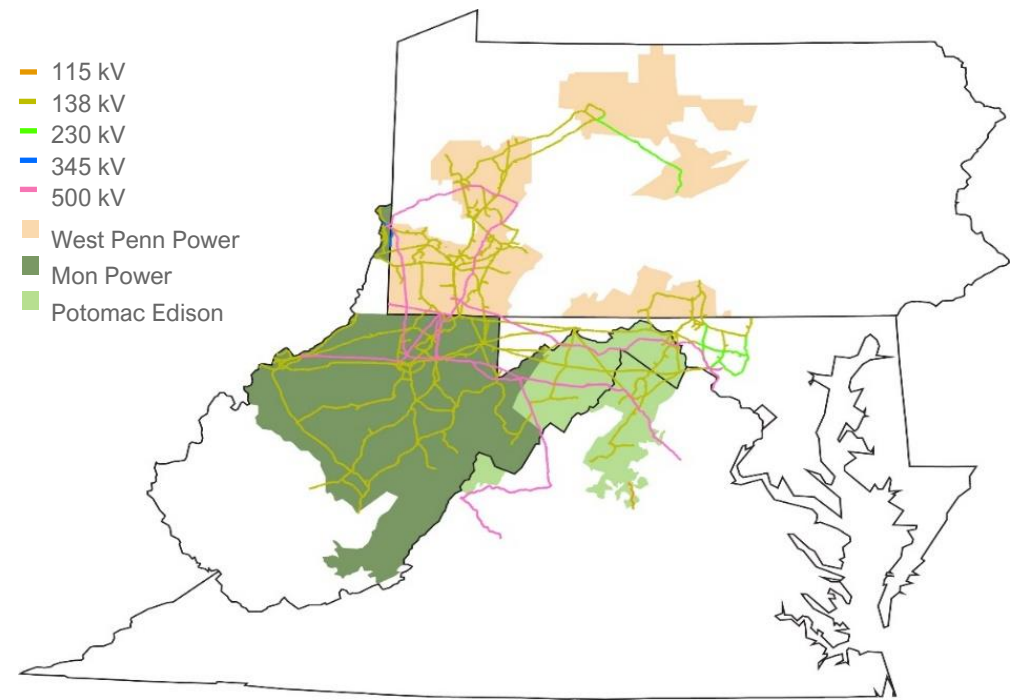 115 kV
138 kV
230 kV
345 kV
500 kV
West Penn Power
Mon Power
Potomac Edison